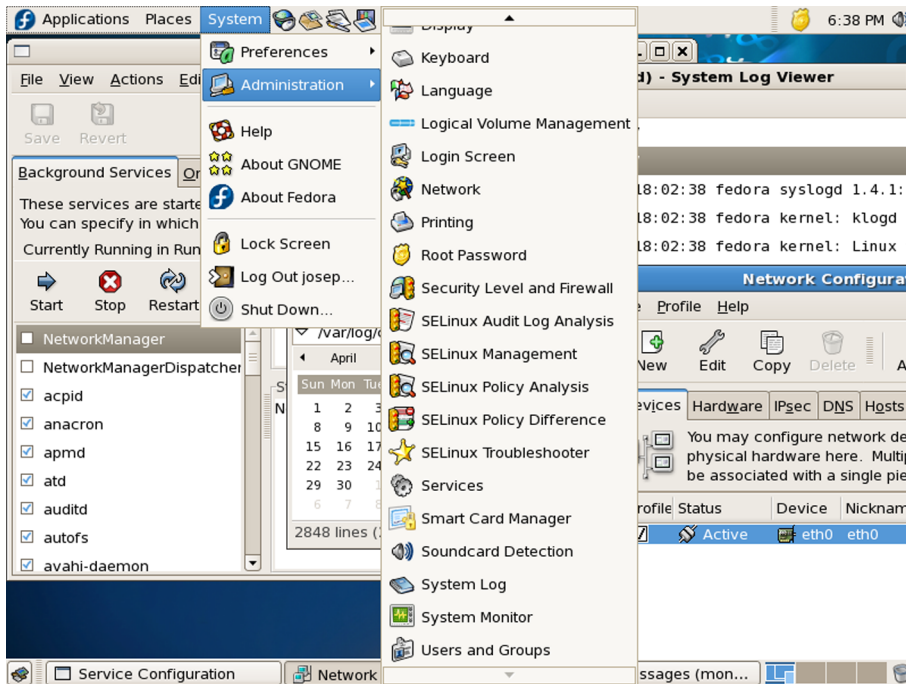 Applications Places System 6:38 PM
Preferences
Administration
Help
About GNOME
About Fedora
Lock Screen
Log Out josep...
Shut Down...
Display
Keyboard
Language
Logical Volume Management
Login Screen
Network
Printing
Root Password
Security Level and Firewall
SELinux Audit Log Analysis
SELinux Management
SELinux Policy Analysis
SELinux Policy Difference
SELinux Troubleshooter
Services
Smart Card Manager
Soundcard Detection
System Log
System Monitor
Users and Groups
File View Actions Edi
Save Revert
Background Services On
These services are starte
You can specify in which
Currently Running in Run
Start Stop Restart
NetworkManager
NetworkManagerDispatcher
acpid
anacron
apmd
atd
auditd
autofs
avahi-daemon
/var/log/
April
Sun Mon Tue
1 2 3
8 9 10
15 16 17
22 23 24
29 30 1
6 7 8
2848 lines (
- System Log Viewer
18:02:38 fedora syslogd 1.4.1:
18:02:38 fedora kernel: klogd
18:02:38 fedora kernel: Linux
Network Configurat
Profile Help
New Edit Copy Delete A
evices Hardware IPsec DNS Hosts
You may configure network de
physical hardware here. Multip
be associated with a single pie
rofile Status Device Nicknam
Active eth0 eth0
Service Configuration Network ssages (mon...